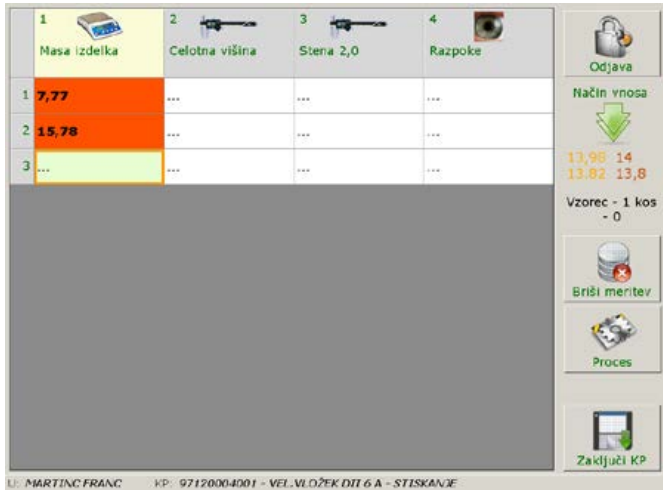 1 2 3 4
Masa izdelka Celotna višina Stena 2,0 Razpoke
1 7,77 ... ... ...
2 15,78 ... ... ...
3 ... ... ... ...
Odjava
Način vnosa
13,98 14
13.82 13,8
Vzorec - 1 kos
- 0
Briši meritev
Proces
Zaključi KP
U: MARTINC FRANC KP: 97120004001 - VEL.VLOŽEK DII 6 A - STISKANJE